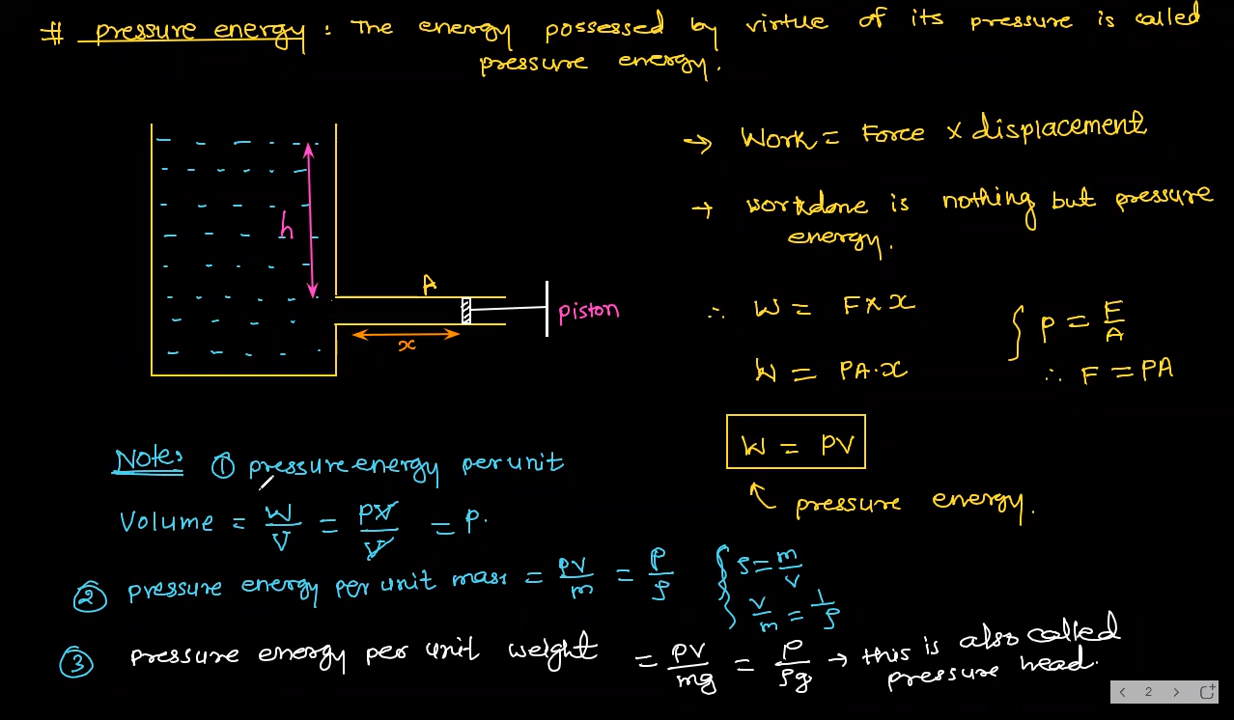 # pressure energy : The energy possessed by virtue of its pressure is called
pressure energy.
h
A
piston
x
→ Work = Force × displacement
→ workdone is nothing but pressure
energy.
∴ W = F × x
W = PA·x
{ P = F/A
∴ F = PA
W = PV
↖ pressure energy.
Note: ① pressure energy per unit
Volume = W/V = PV/V = P.
② pressure energy per unit mass = PV/m = P/ρ
{ ρ = m/v
v/m = 1/ρ
③ pressure energy per unit weight = PV/mg = P/ρg → this is also called
pressure head.
< 2 >